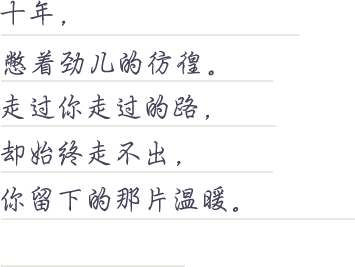 十年，
憋着劲儿的彷徨。
走过你走过的路，
却始终走不出，
你留下的那片温暖。